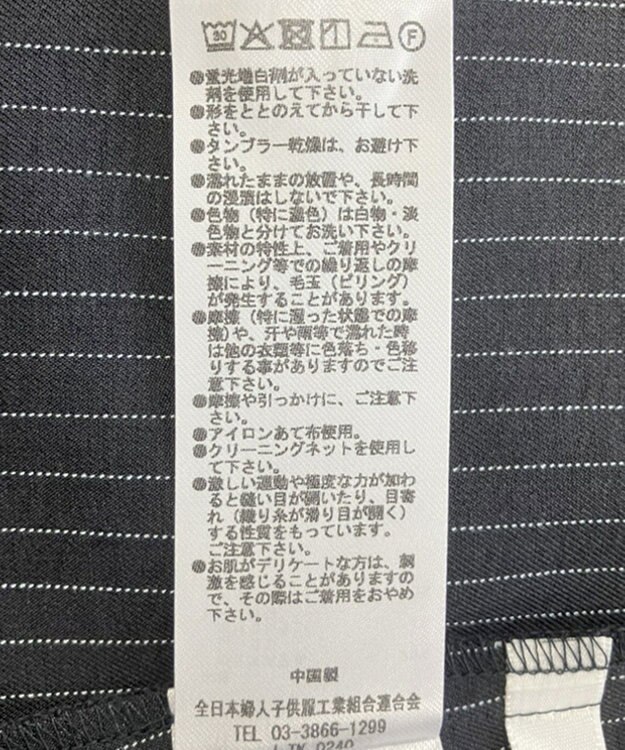 30 F
●蛍光増白剤が入っていない洗
剤を使用して下さい。
●形をととのえてから干して下
さい。
●タンブラー乾燥は、お避け下
さい。
●濡れたままの放置や、長時間
の浸漬はしないで下さい。
●色物（特に濃色）は白物・淡
色物と分けてお洗い下さい。
●素材の特性上、ご着用やクリ
ーニング等での繰り返しの摩
擦により、毛玉（ピリング）
が発生することがあります。
●摩擦（特に湿った状態での摩
擦）や、汗や雨等で濡れた時
は他の衣類等に色落ち・色移
りする事がありますのでご注
意下さい。
●摩擦や引っかけに、ご注意下
さい。
●アイロンあて布使用。
●クリーニングネットを使用し
て下さい。
●激しい運動や極度な力が加わ
ると縫い目が開いたり、目寄
れ（織り糸が滑り目が開く）
する性質をもっています。
ご注意下さい。
●お肌がデリケートな方は、刺
激を感じることがありますの
で、その際はご着用をおやめ
下さい。
中国製
全日本婦人子供服工業組合連合会
TEL 03-3866-1299